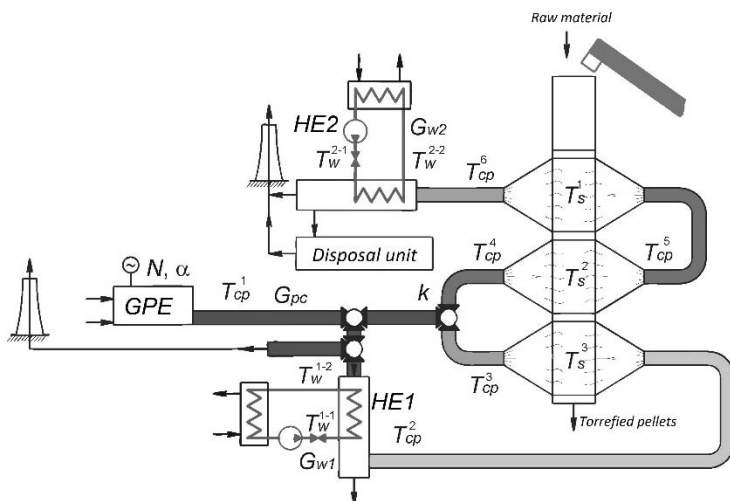 Raw material
HE2
G_w2
T_w^2-1
T_w^2-2
T_cp^6
T_s^1
Disposal unit
T_cp^4
T_s^2
T_cp^5
N, α
T_cp^1
GPE
G_pc
k
T_s^3
T_w^1-2
T_cp^3
HE1
T_w^1-1
T_cp^2
G_w1
Torrefied pellets